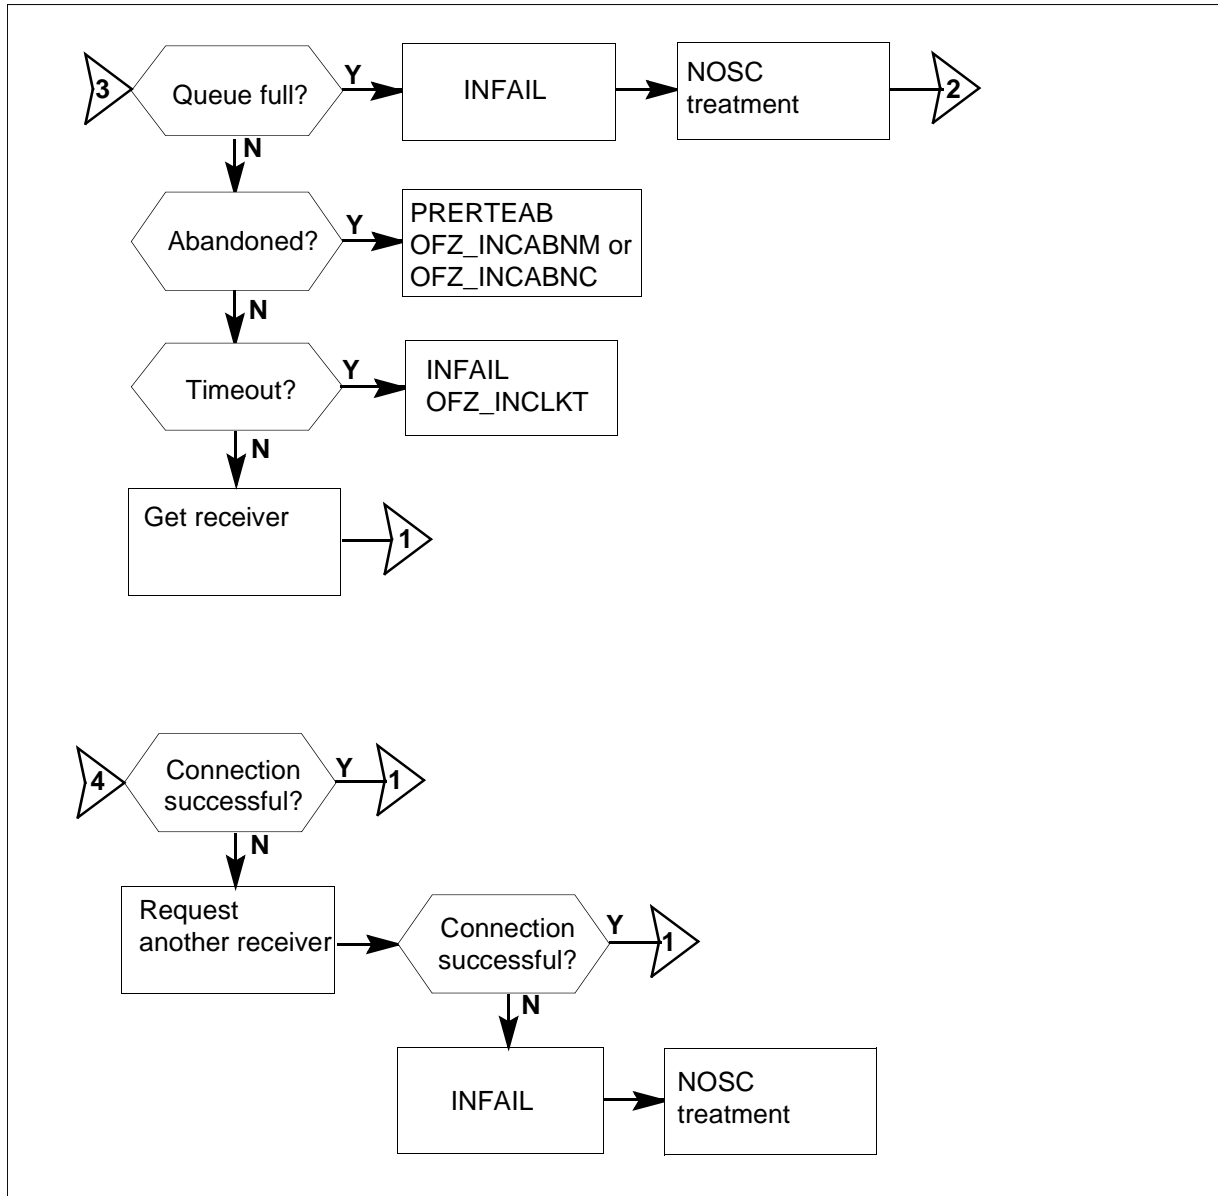 3
Queue full?
Y
INFAIL
NOSC
treatment
2
N
Abandoned?
Y
PRERTEAB
OFZ_INCABNM or
OFZ_INCABNC
N
Timeout?
Y
INFAIL
OFZ_INCLKT
N
Get receiver
1
4
Connection
successful?
Y
1
N
Request
another receiver
Connection
successful?
Y
1
N
INFAIL
NOSC
treatment